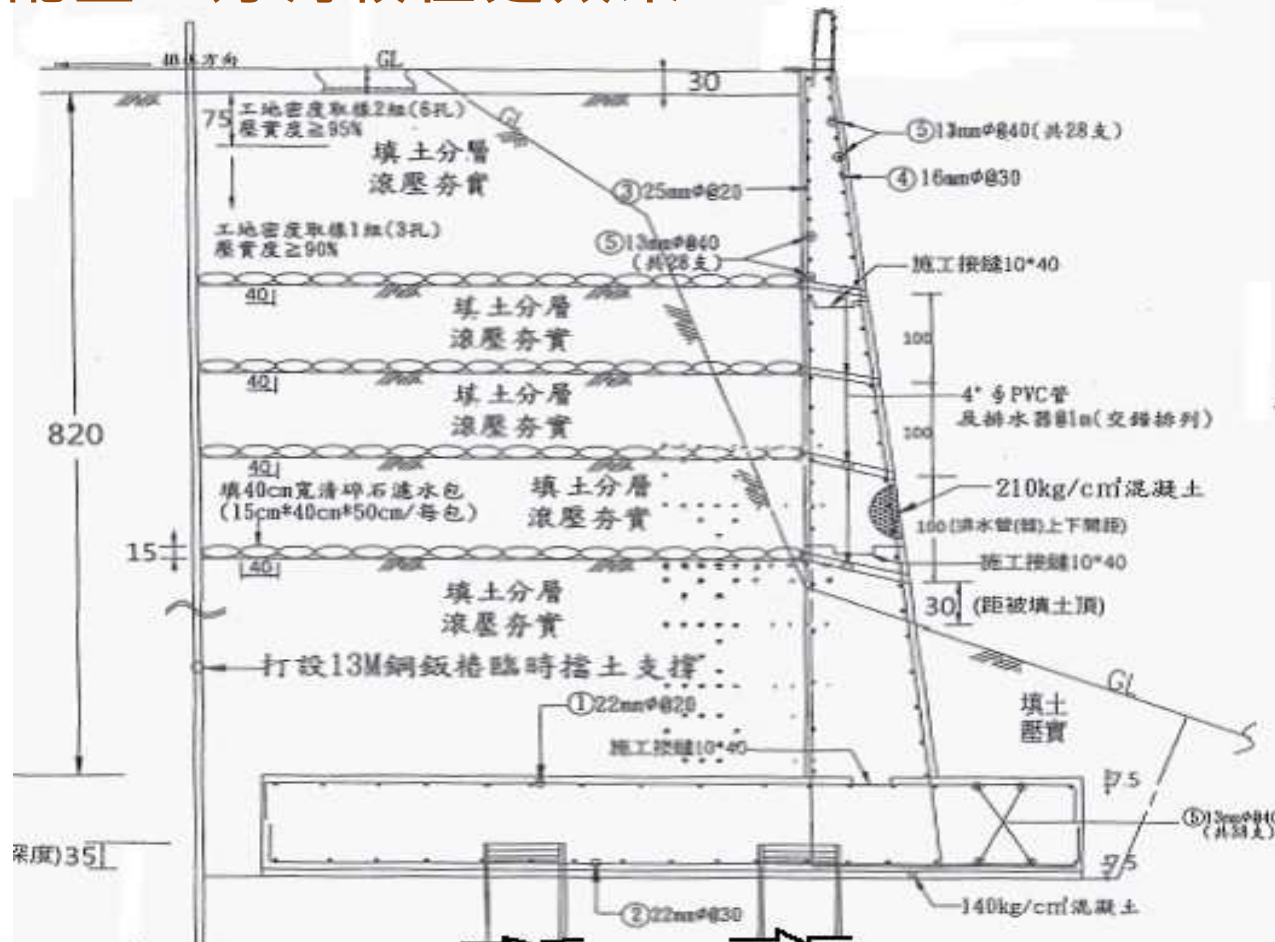 GL
30
75
工地密度取樣2組(6孔)
壓實度≧95%
GL
填土分層
滾壓夯實
⑤13mmφ@40(共28支)
④16mmφ@30
③25mmφ@20
工地密度取樣1組(3孔)
壓實度≧90%
⑤13mmφ@40
(共28支)
施工接縫10*40
40
填土分層
滾壓夯實
100
40
填土分層
滾壓夯實
4"φPVC管
及排水器@1m(交錯排列)
820
100
40
填40cm寬清碎石濾水包
(15cm*40cm*50cm/每包)
填土分層
滾壓夯實
210kg/c㎡混凝土
100(排水管(器)上下間距)
15
40
施工接縫10*40
填土分層
滾壓夯實
30
(距被填土頂)
打設13M鋼鈑樁臨時擋土支撐
GL
①22mmφ@20
填土
壓實
施工接縫10*40
7.5
⑤13mmφ@40
(共38支)
深度)35
7.5
②22mmφ@30
140kg/c㎡混凝土